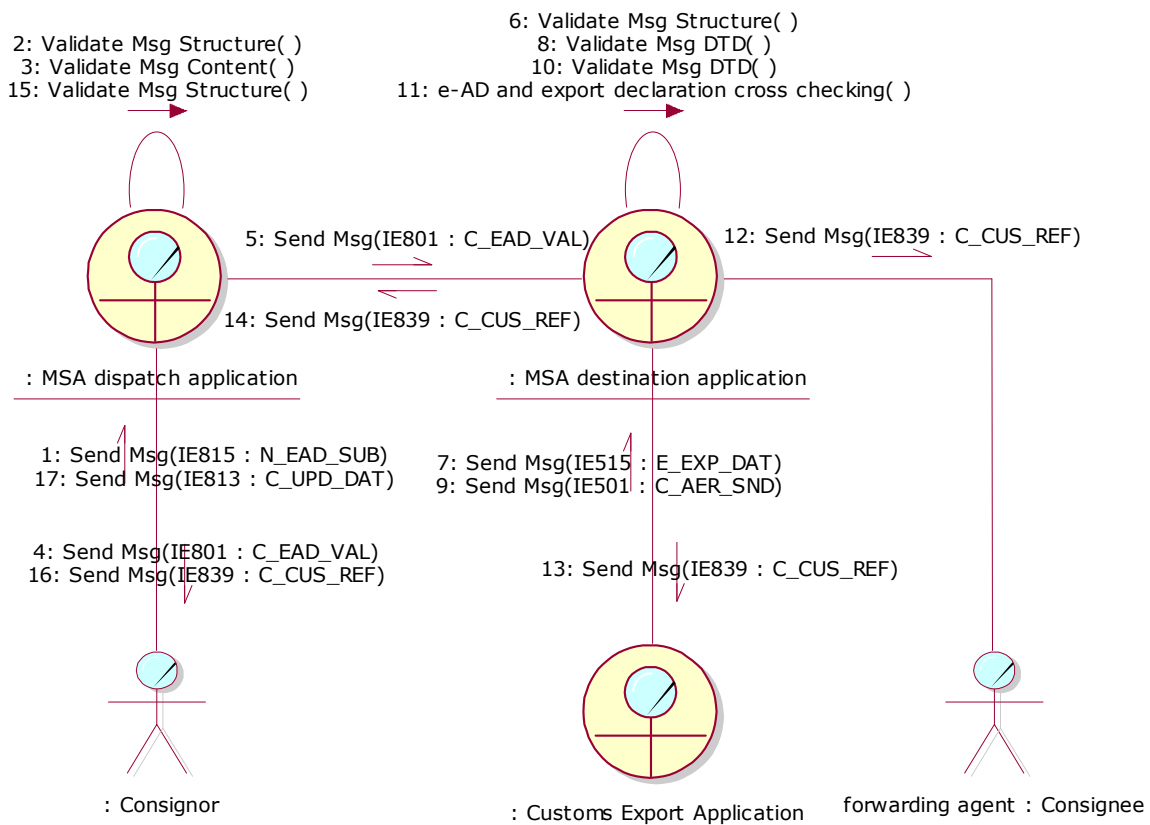 6: Validate Msg Structure( )
8: Validate Msg DTD( )
10: Validate Msg DTD( )
11: e-AD and export declaration cross checking( )
2: Validate Msg Structure( )
3: Validate Msg Content( )
15: Validate Msg Structure( )
5: Send Msg(IE801 : C_EAD_VAL)
12: Send Msg(IE839 : C_CUS_REF)
14: Send Msg(IE839 : C_CUS_REF)
: MSA dispatch application
: MSA destination application
1: Send Msg(IE815 : N_EAD_SUB)
17: Send Msg(IE813 : C_UPD_DAT)
7: Send Msg(IE515 : E_EXP_DAT)
9: Send Msg(IE501 : C_AER_SND)
4: Send Msg(IE801 : C_EAD_VAL)
16: Send Msg(IE839 : C_CUS_REF)
13: Send Msg(IE839 : C_CUS_REF)
: Consignor
: Customs Export Application
forwarding agent : Consignee